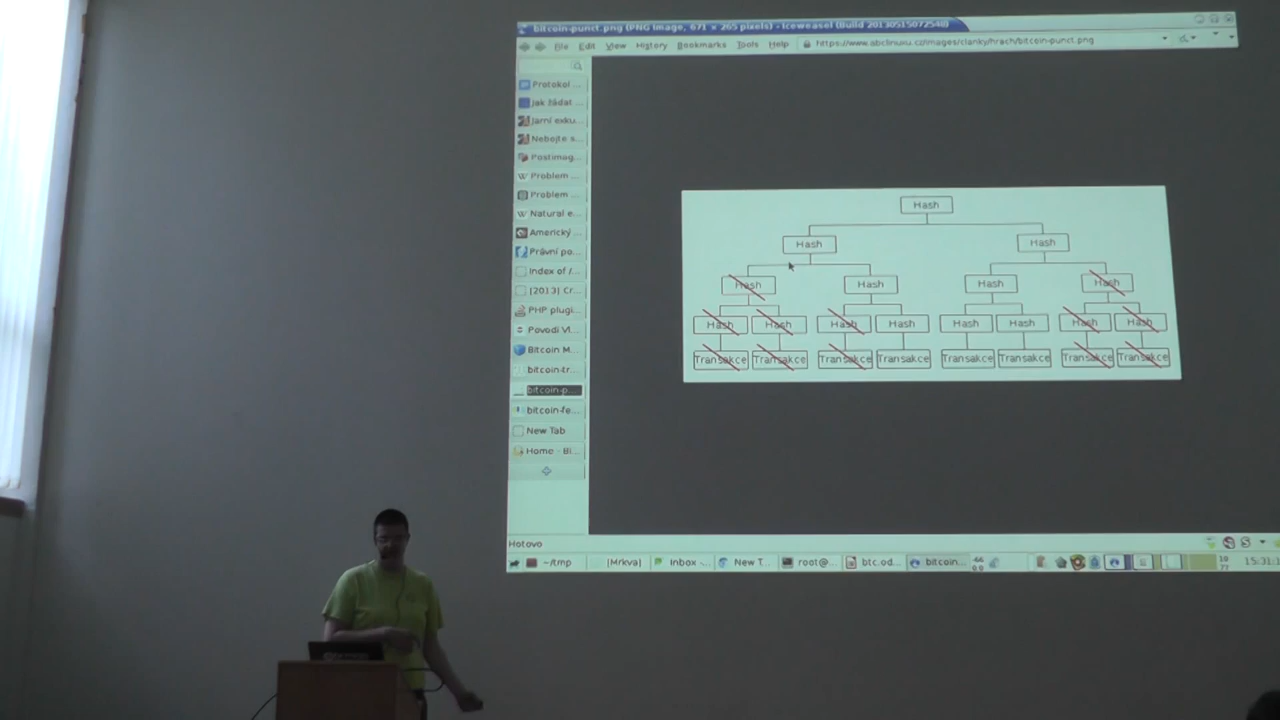 bitcoin-punct.png (PNG Image, 671 × 265 pixels) - Iceweasel (Build 20130515072548)
File Edit View History Bookmarks Tools Help https://www.abclinuxu.cz/images/clanky/hrach/bitcoin-punct.png
Protokol ...
Jak žádat ...
Jarní exku...
Nebojte s...
Postimag...
Problem ...
Problem ...
Natural e...
Americký ...
Právní po...
Index of /...
[2013] Cr...
PHP plugi...
Povodí Vl...
Bitcoin M...
bitcoin-tr...
bitcoin-p...
bitcoin-fe...
New Tab
Home - Bi...
Hash
Hash Hash
Hash Hash Hash Hash
Hash Hash Hash Hash Hash Hash Hash Hash
Transakce Transakce Transakce Transakce Transakce Transakce Transakce Transakce
Hotovo
~/tmp [Mrkva] Inbox -... New T... root@... btc.od... bitcoin... 15:31:1